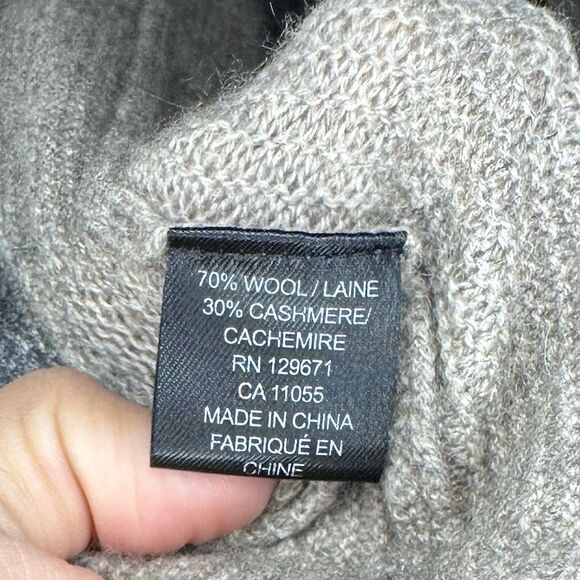 70% WOOL / LAINE
30% CASHMERE/
CACHEMIRE
RN 129671
CA 11055
MADE IN CHINA
FABRIQUÉ EN
CHINE